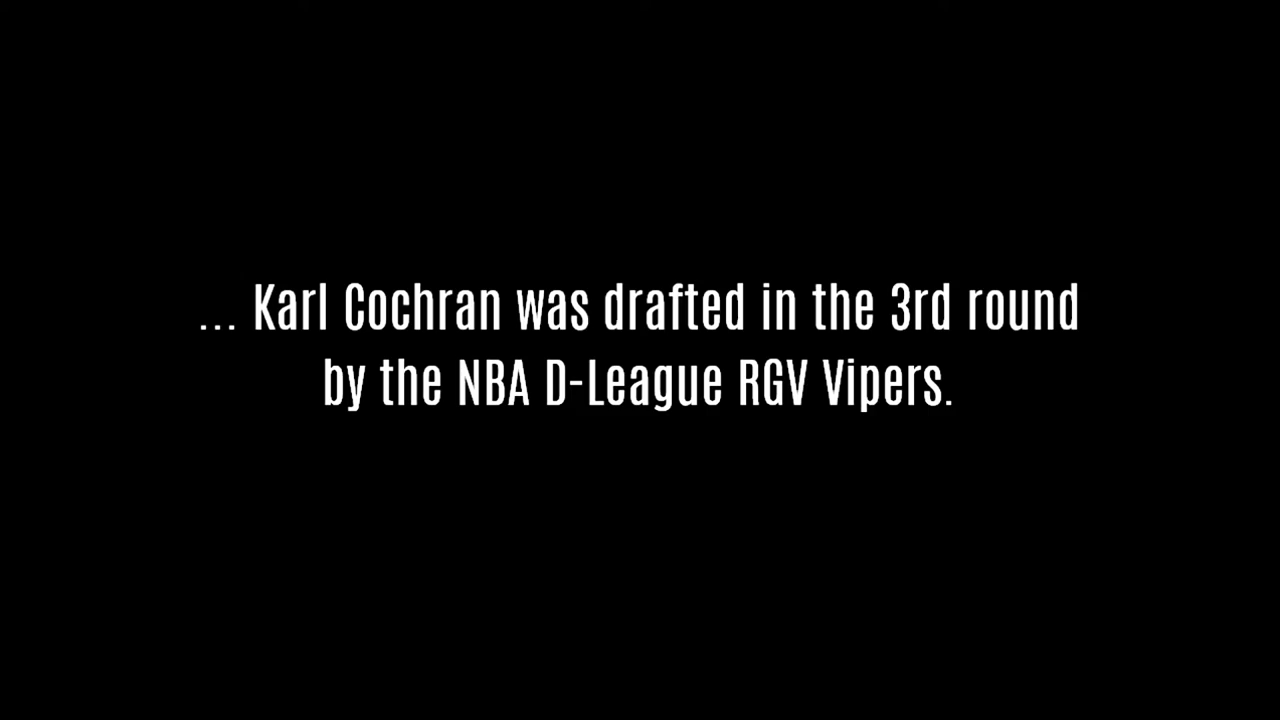 ... Karl Cochran was drafted in the 3rd round
by the NBA D-League RGV Vipers.